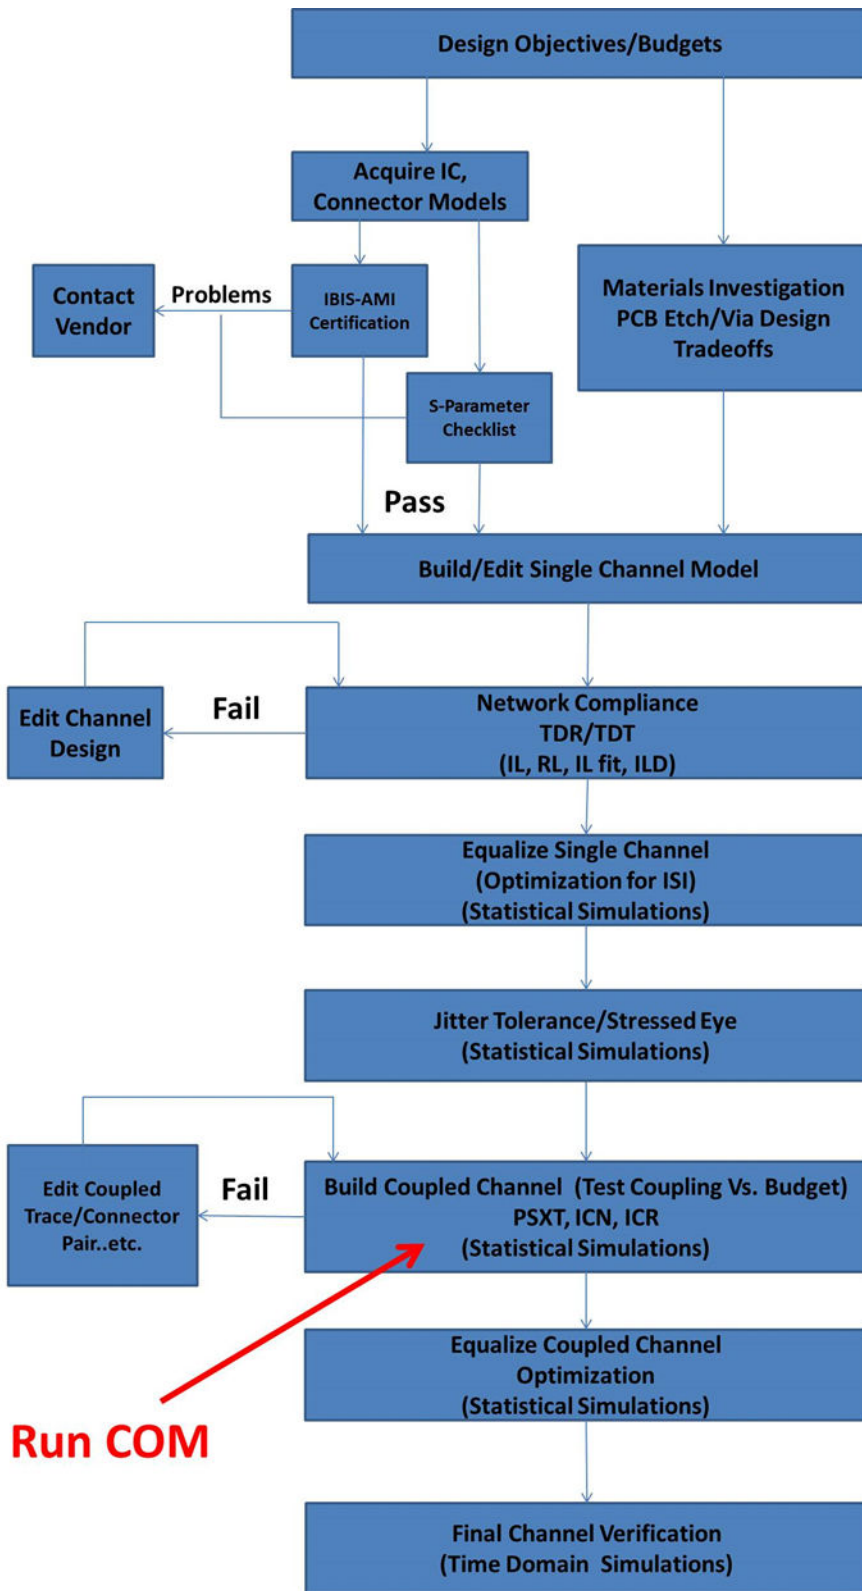 Design Objectives/Budgets
Acquire IC,
Connector Models
Contact
Vendor
Problems
IBIS-AMI
Certification
Materials Investigation
PCB Etch/Via Design
Tradeoffs
S-Parameter
Checklist
Pass
Build/Edit Single Channel Model
Edit Channel
Design
Fail
Network Compliance
TDR/TDT
(IL, RL, IL fit, ILD)
Equalize Single Channel
(Optimization for ISI)
(Statistical Simulations)
Jitter Tolerance/Stressed Eye
(Statistical Simulations)
Edit Coupled
Trace/Connector
Pair..etc.
Fail
Build Coupled Channel (Test Coupling Vs. Budget)
PSXT, ICN, ICR
(Statistical Simulations)
Equalize Coupled Channel
Optimization
(Statistical Simulations)
Run COM
Final Channel Verification
(Time Domain Simulations)